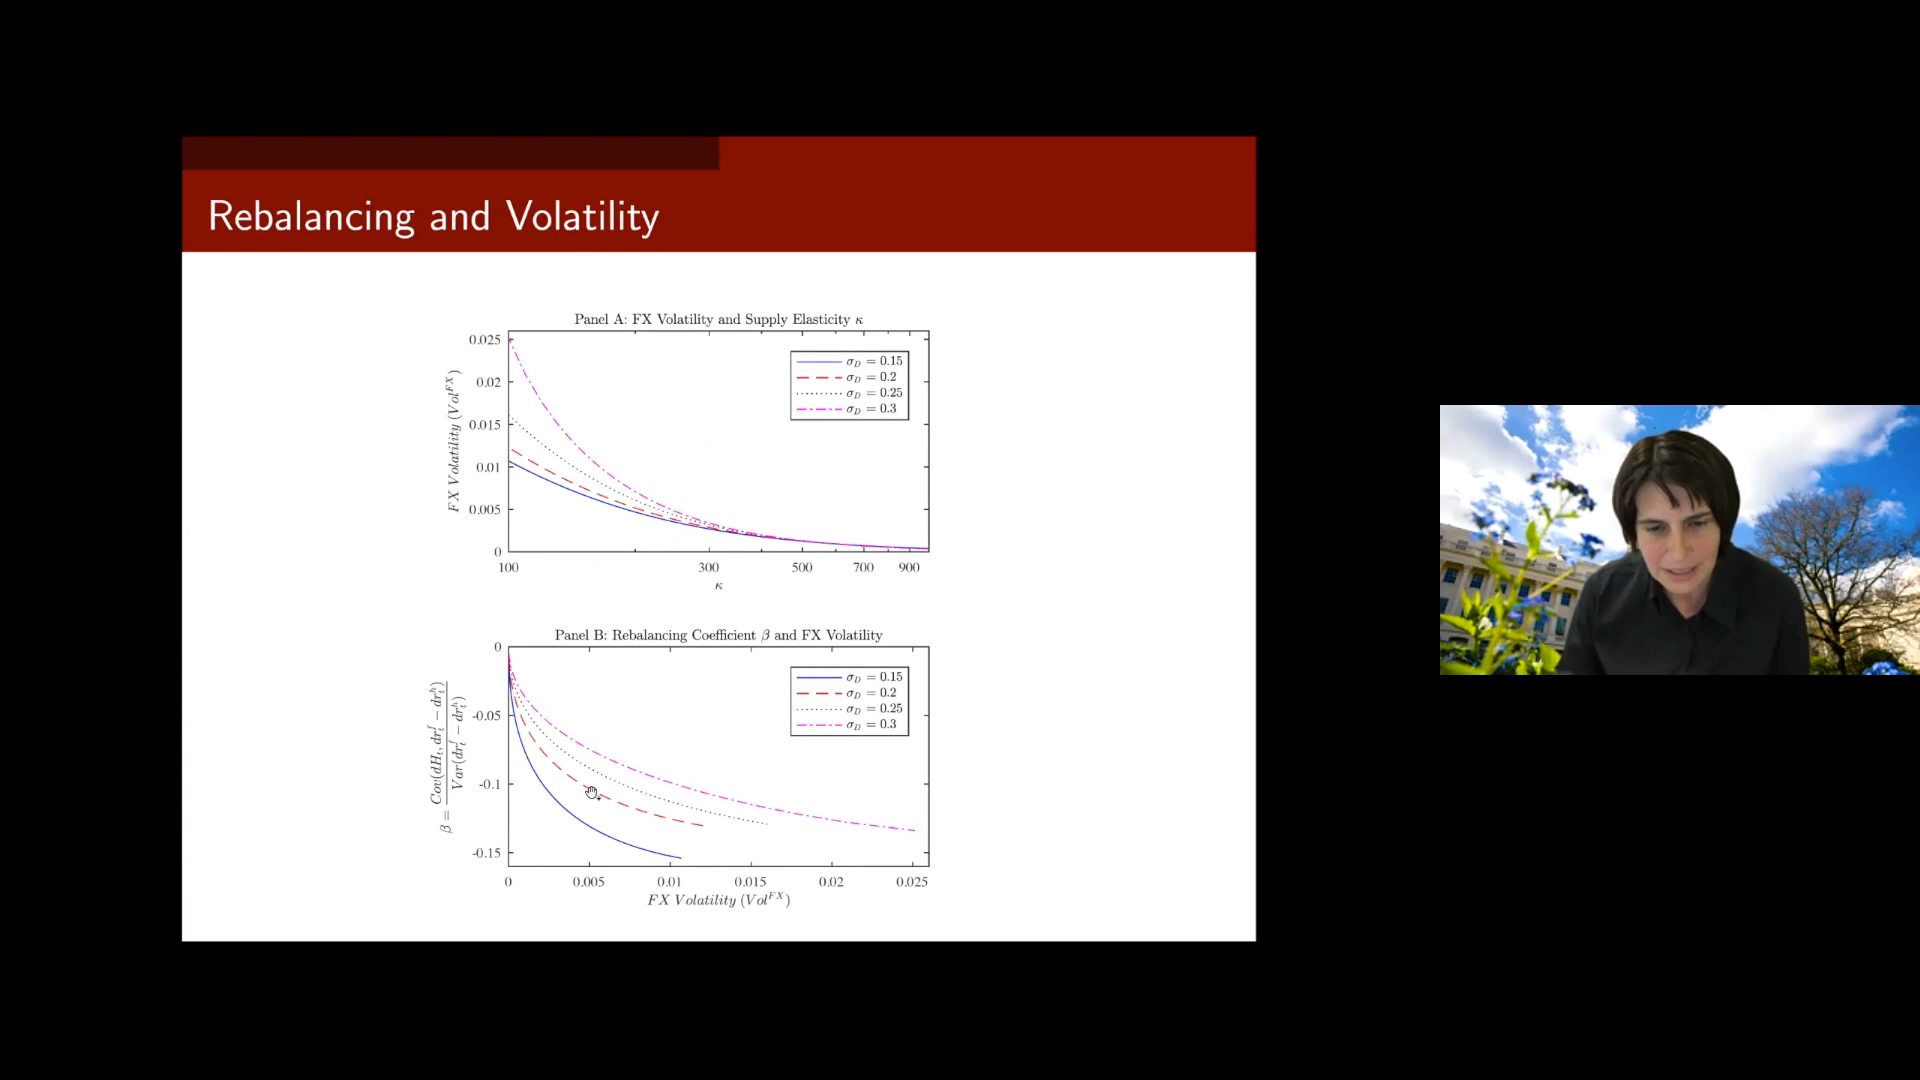 Rebalancing and Volatility
Panel A: FX Volatility and Supply Elasticity κ
FX Volatility (Vol^{FX})
0.025
0.02
0.015
0.01
0.005
0
σ_D = 0.15
σ_D = 0.2
σ_D = 0.25
σ_D = 0.3
100 300 500 700 900
κ
Panel B: Rebalancing Coefficient β and FX Volatility
β = Cov(dH_t, dr_t^f − dr_t^h) / Var(dr_t^f − dr_t^h)
0
-0.05
-0.1
-0.15
σ_D = 0.15
σ_D = 0.2
σ_D = 0.25
σ_D = 0.3
0 0.005 0.01 0.015 0.02 0.025
FX Volatility (Vol^{FX})